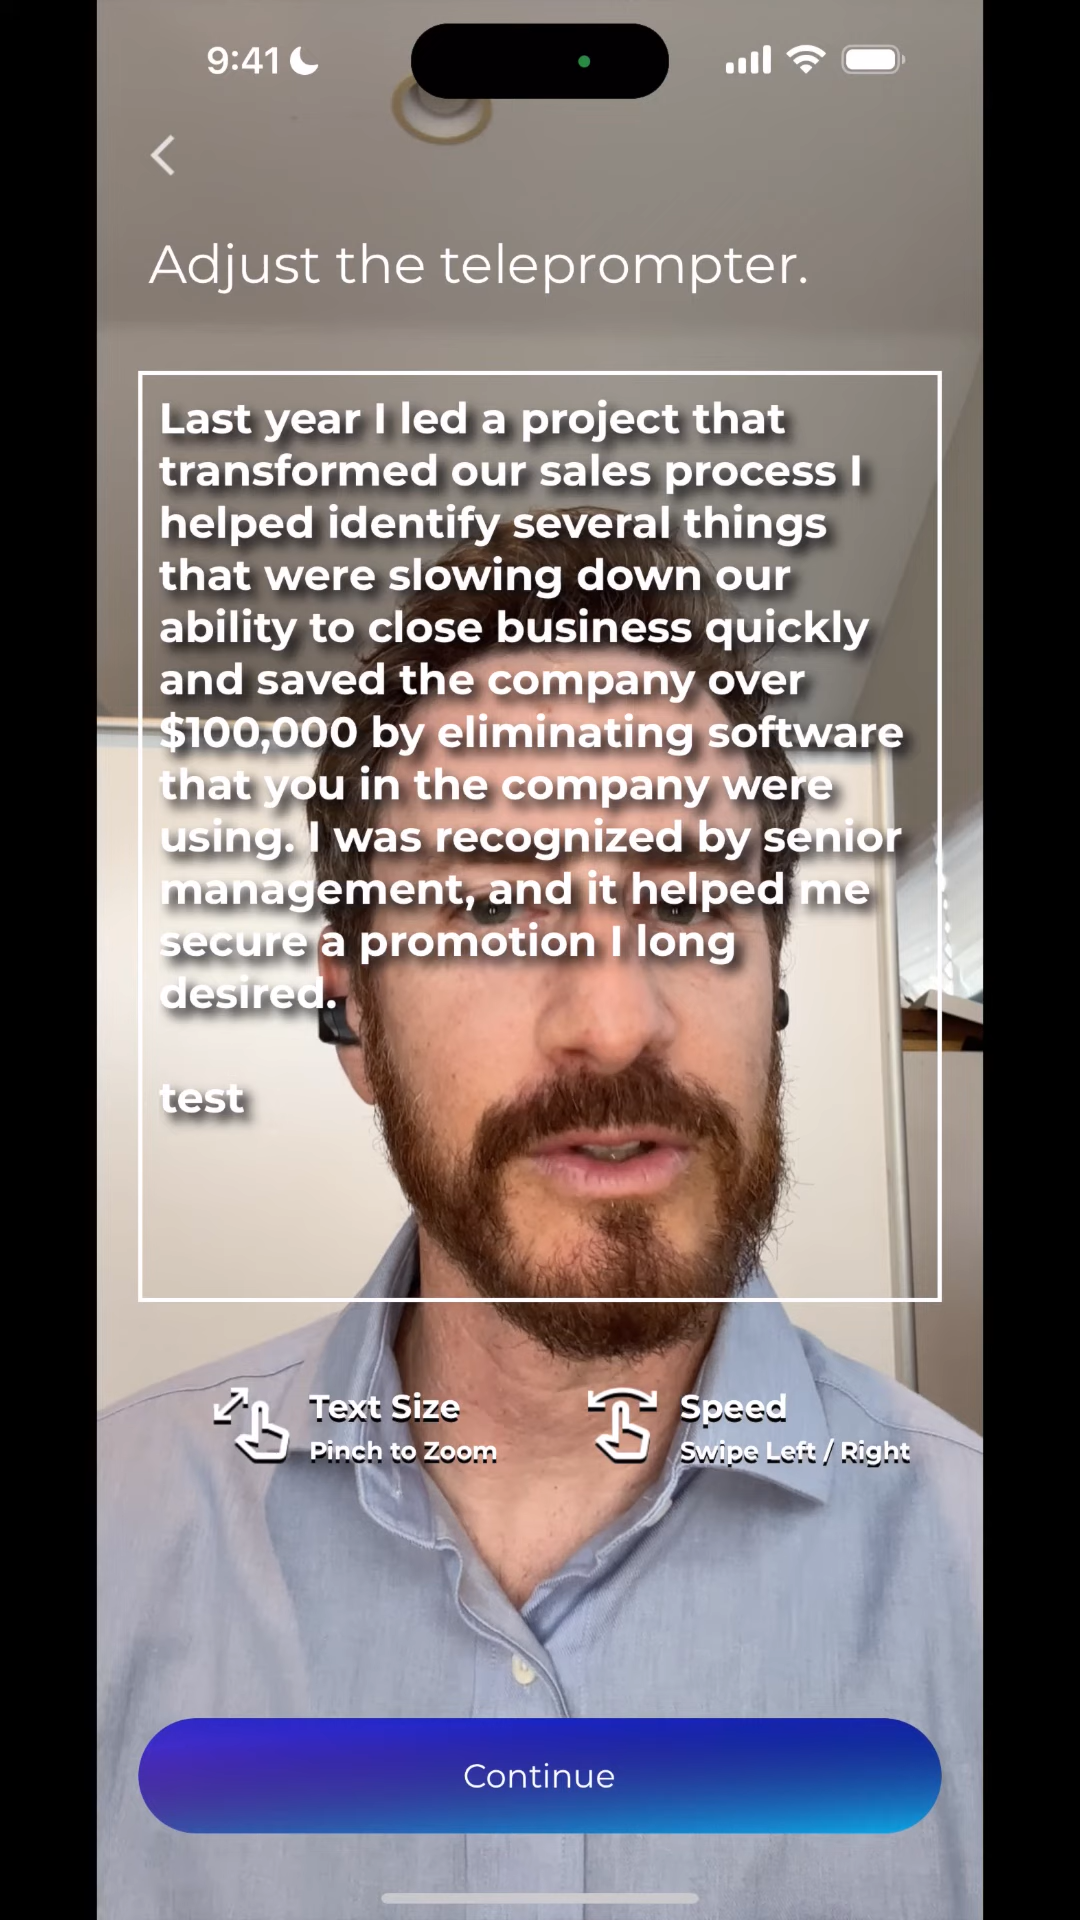 9:41
Adjust the teleprompter.
Last year I led a project that
transformed our sales process I
helped identify several things
that were slowing down our
ability to close business quickly
and saved the company over
$100,000 by eliminating software
that you in the company were
using. I was recognized by senior
management, and it helped me
secure a promotion I long
desired.
test
Text Size
Pinch to Zoom
Speed
Swipe Left / Right
Continue